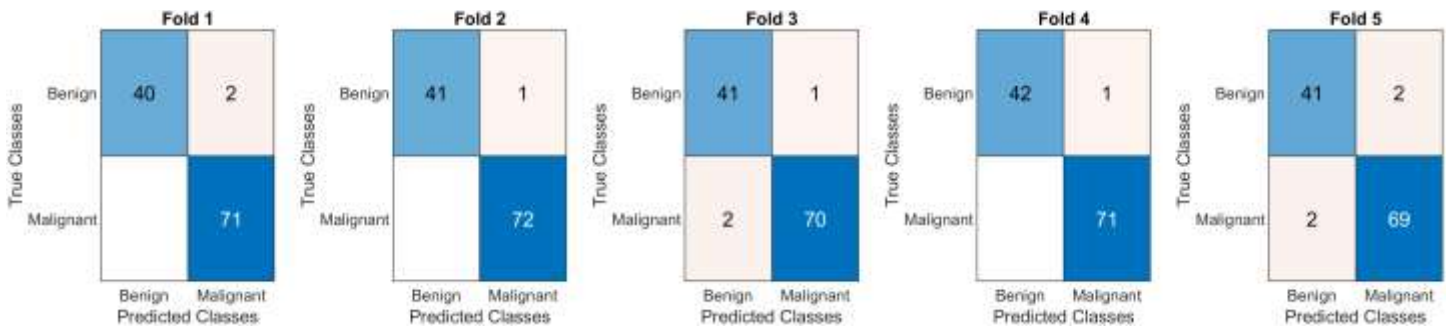 Fold 1
True Classes
Benign 40 2
Malignant 71
Benign Malignant
Predicted Classes
Fold 2
True Classes
Benign 41 1
Malignant 72
Benign Malignant
Predicted Classes
Fold 3
True Classes
Benign 41 1
Malignant 2 70
Benign Malignant
Predicted Classes
Fold 4
True Classes
Benign 42 1
Malignant 71
Benign Malignant
Predicted Classes
Fold 5
True Classes
Benign 41 2
Malignant 2 69
Benign Malignant
Predicted Classes